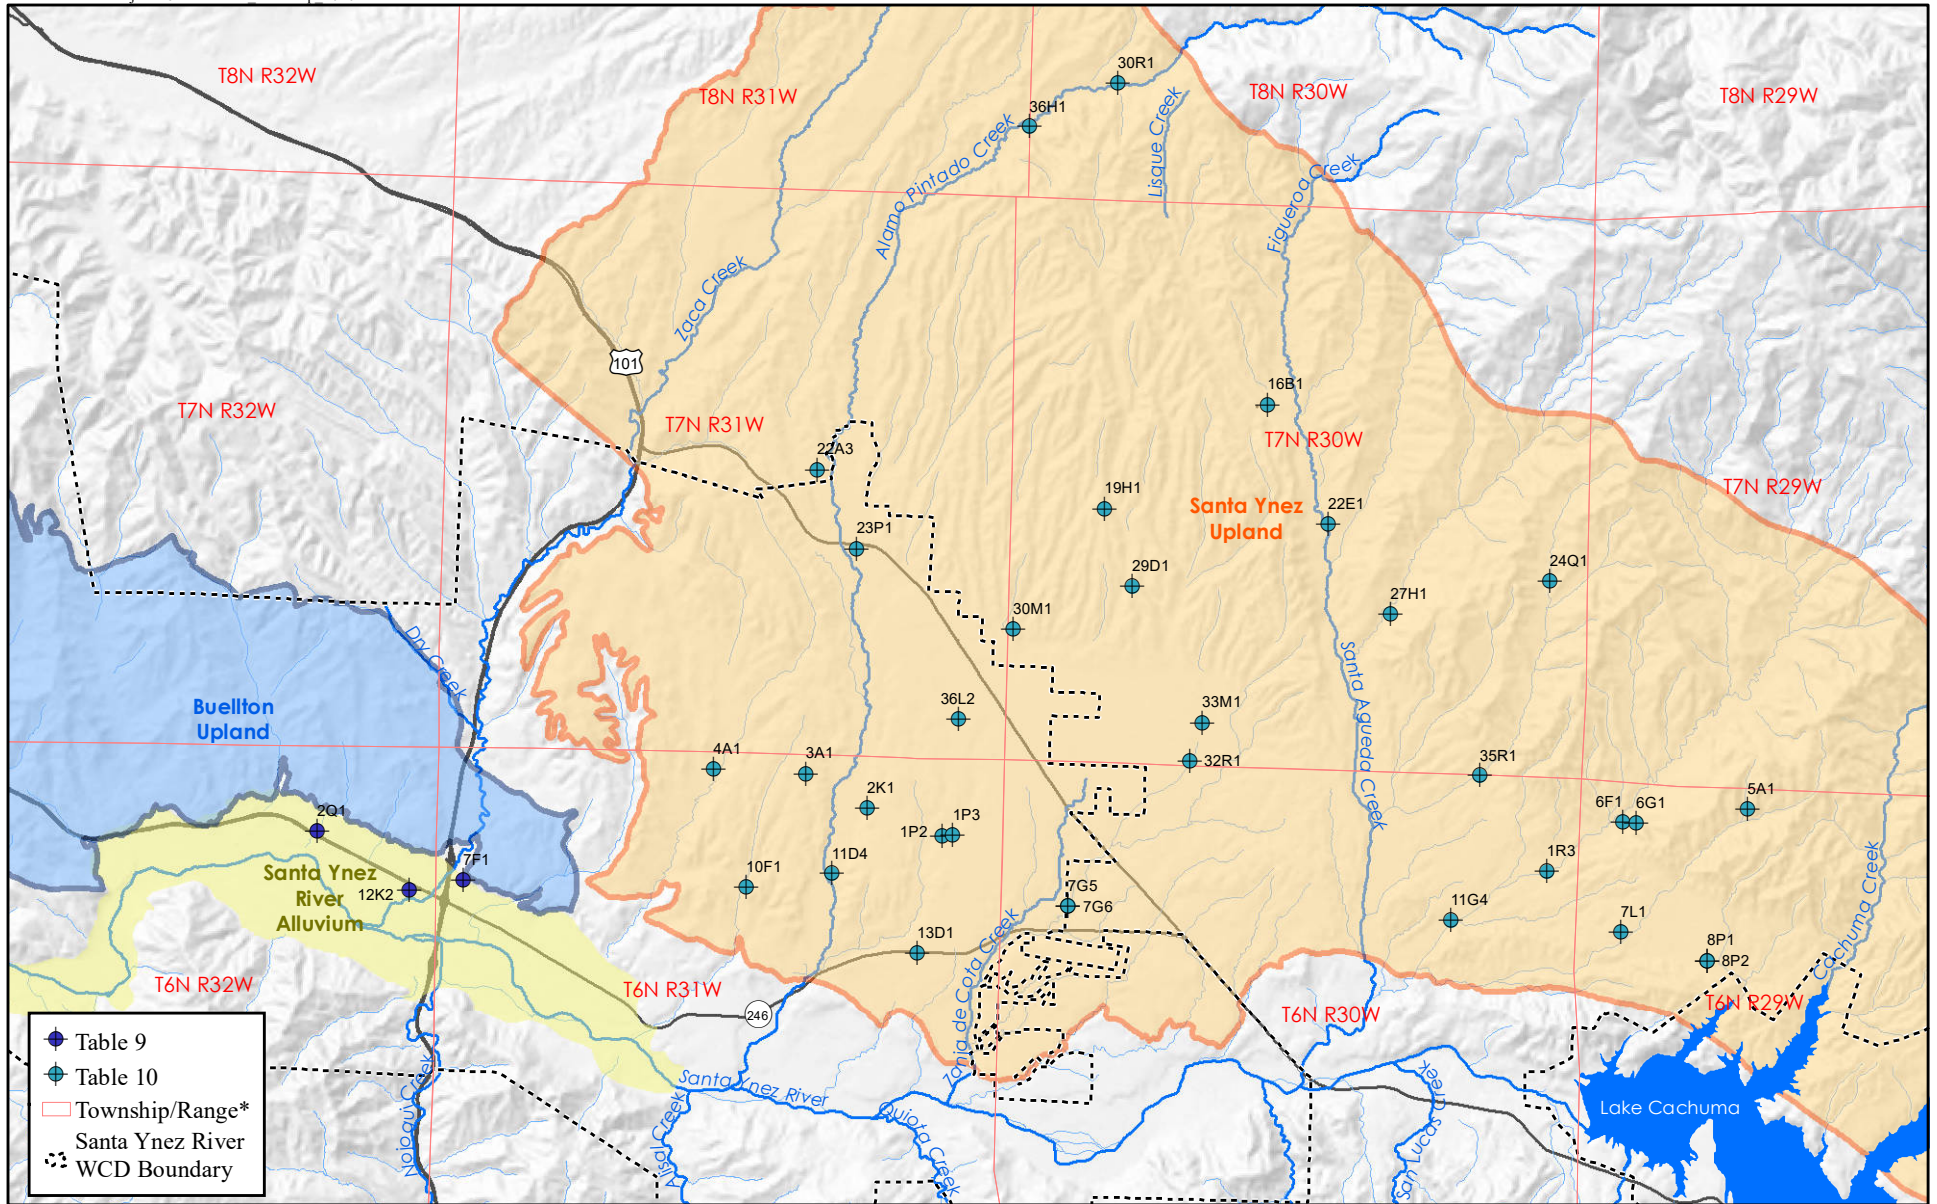 T8N R32W
T8N R31W
30R1
T8N R30W
T8N R29W
36H1
Alamo Pintado Creek
Lisque Creek
Figueroa Creek
Zaca Creek
101
T7N R32W
T7N R31W
16B1
T7N R30W
22A3
19H1
Santa Ynez
Upland
22E1
T7N R29W
23P1
29D1
24Q1
27H1
30M1
Dry Creek
Santa Agueda Creek
Buellton
Upland
36L2
33M1
32R1
4A1
3A1
35R1
2K1
6F1
6G1
5A1
2Q1
1P2
1P3
7F1
12K2
Santa Ynez
River
Alluvium
11D4
10F1
1R3
7G5
7G6
11G4
7L1
13D1
8P1
8P2
Zanja de Cota Creek
Cachuma Creek
T6N R32W
T6N R31W
246
T6N R30W
T6N R29W
Table 9
Table 10
Township/Range*
Santa Ynez River
WCD Boundary
Nojoqui Creek
Santa Ynez River
Alisal Creek
Quiota Creek
San Lucas Creek
Lake Cachuma